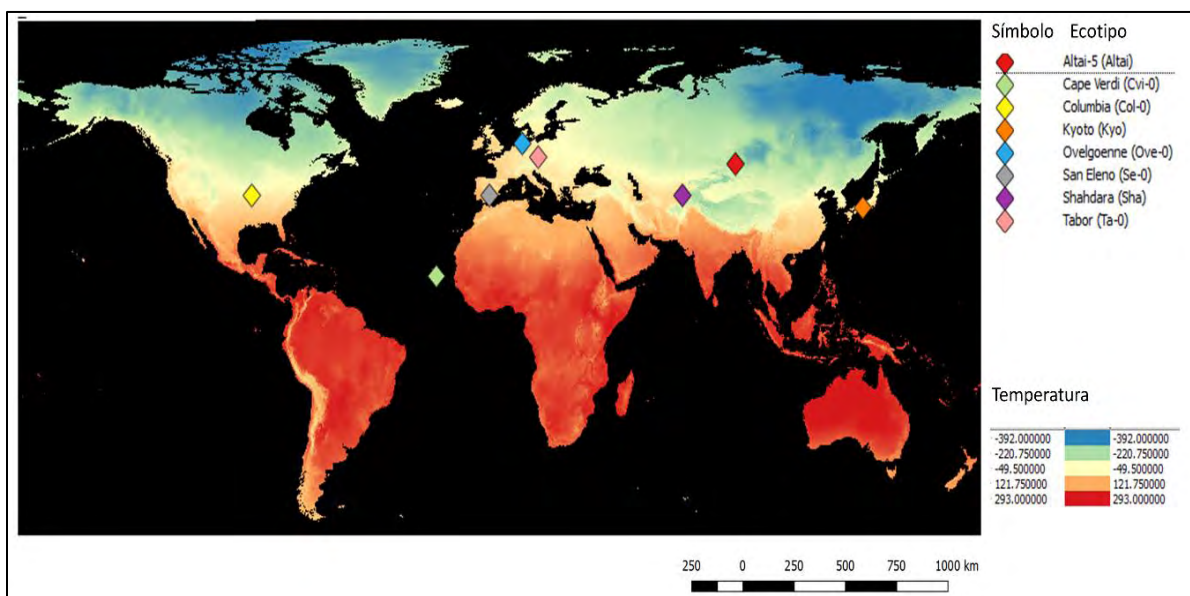 Símbolo Ecotipo
Altai-5 (Altai)
Cape Verdi (Cvi-0)
Columbia (Col-0)
Kyoto (Kyo)
Ovelgoenne (Ove-0)
San Eleno (Se-0)
Shahdara (Sha)
Tabor (Ta-0)
Temperatura
-392.000000 -392.000000
-220.750000 -220.750000
-49.500000 -49.500000
121.750000 121.750000
293.000000 293.000000
250 0 250 500 750 1000 km